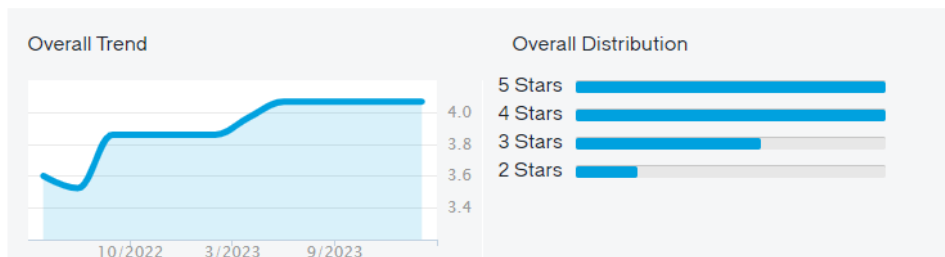 Overall Trend
4.0
3.8
3.6
3.4
10/2022 3/2023 9/2023
Overall Distribution
5 Stars
4 Stars
3 Stars
2 Stars